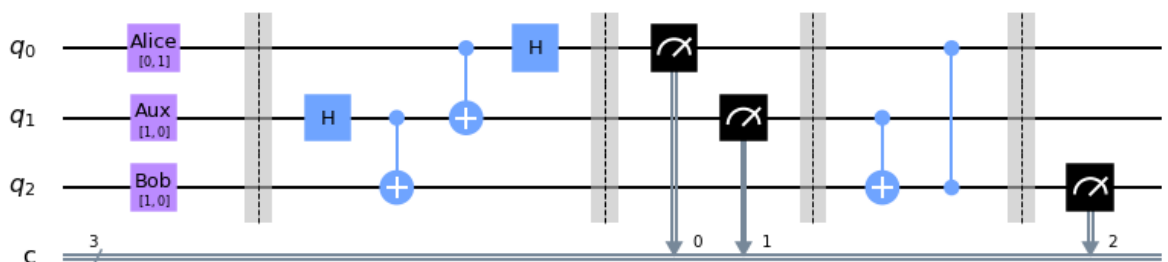 q0 Alice [0,1] H
q1 Aux [1,0] H
q2 Bob [1,0]
c 3 0 1 2